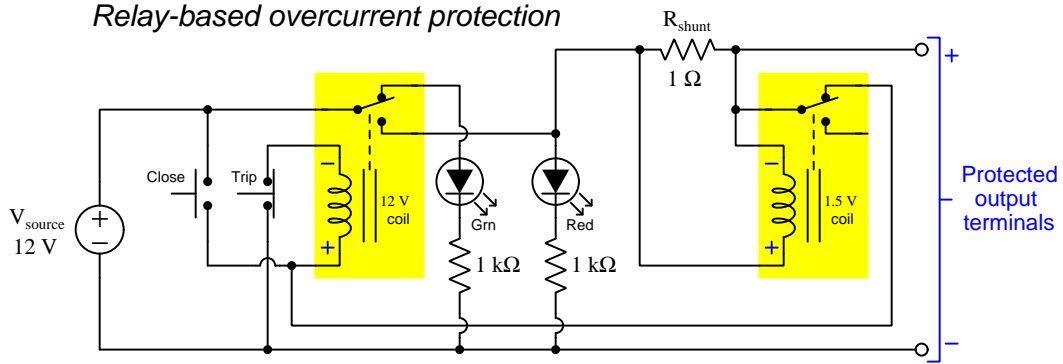 Relay-based overcurrent protection
R_shunt
1 Ω
+
Close
Trip
−
+
12 V
coil
Grn
Red
−
+
1.5 V
coil
Protected
output
terminals
V_source
12 V
+
−
1 kΩ
1 kΩ
−